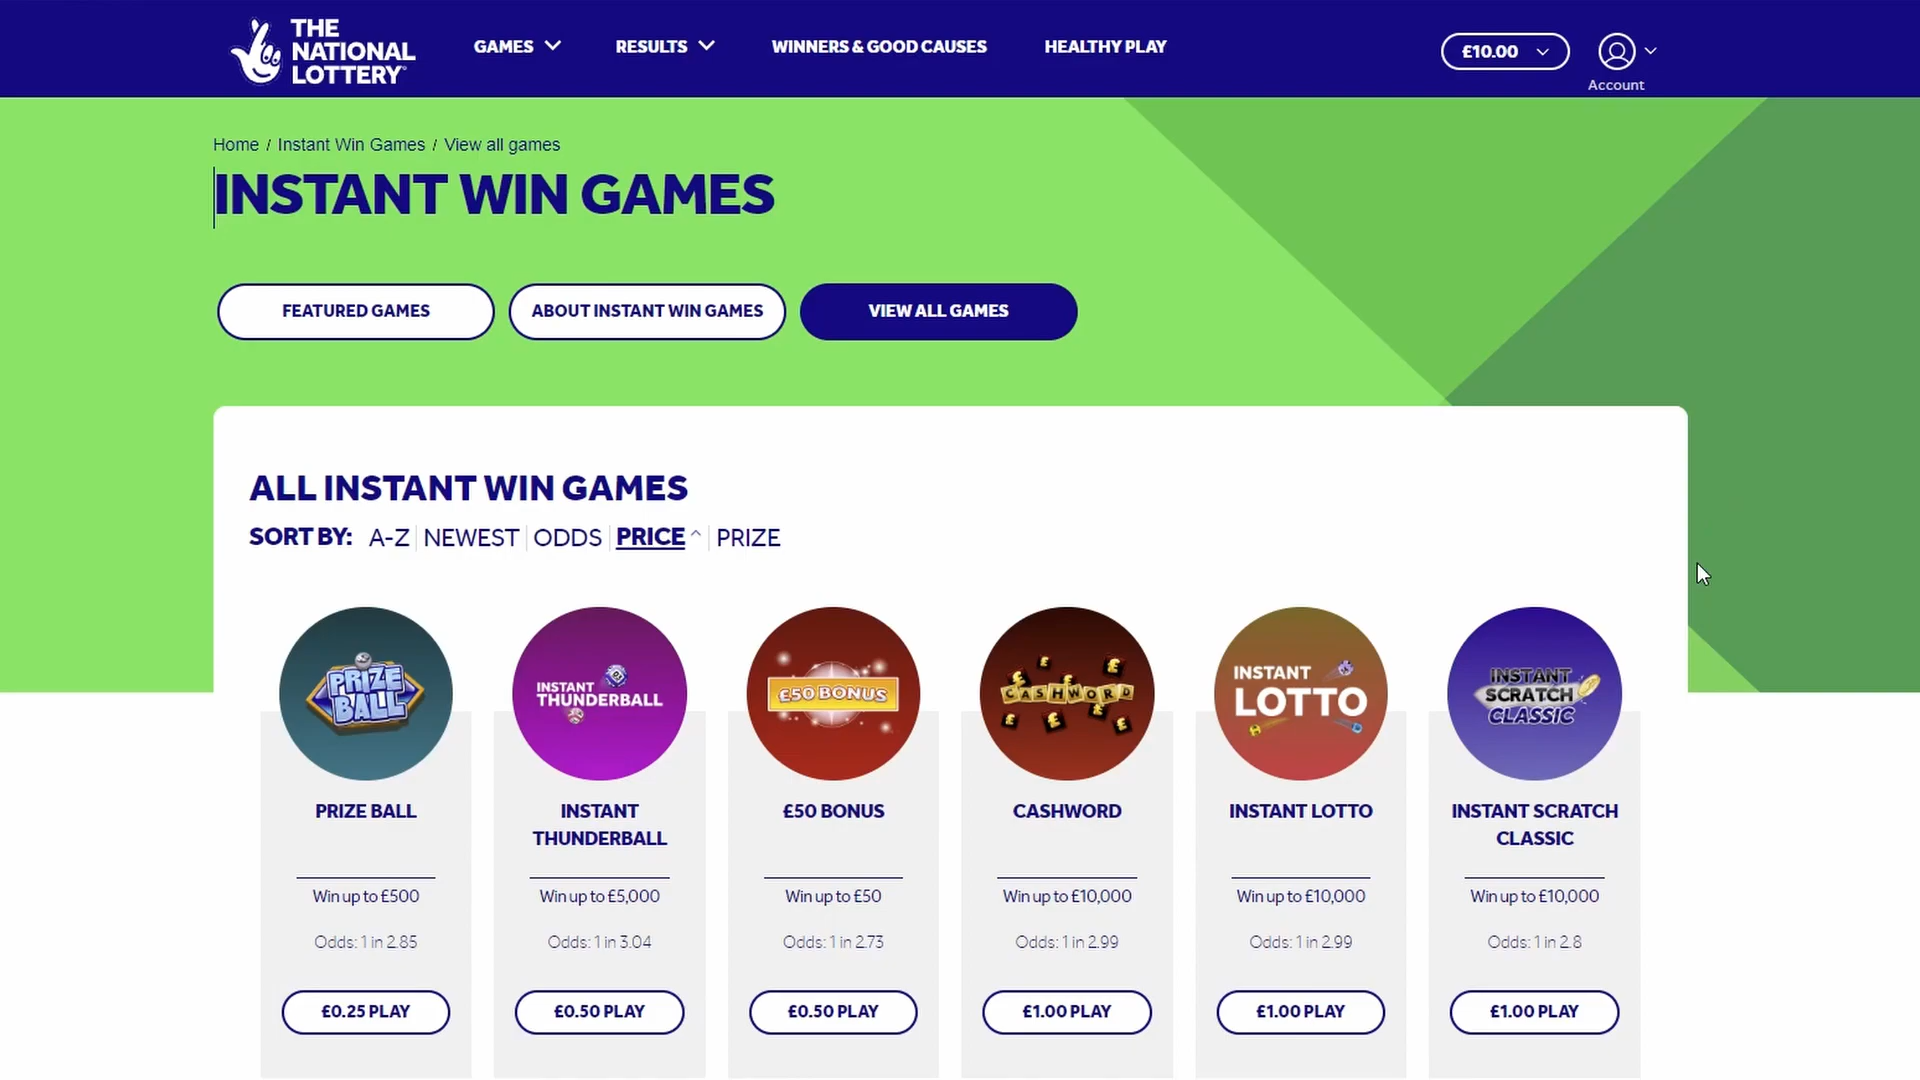 THE
NATIONAL
LOTTERY
GAMES
RESULTS
WINNERS & GOOD CAUSES
HEALTHY PLAY
£10.00
Account
Home / Instant Win Games / View all games
INSTANT WIN GAMES
FEATURED GAMES
ABOUT INSTANT WIN GAMES
VIEW ALL GAMES
ALL INSTANT WIN GAMES
SORT BY: A-Z NEWEST ODDS PRICE ^ PRIZE
PRIZE
BALL
PRIZE BALL
Win up to £500
Odds: 1 in 2.85
£0.25 PLAY
INSTANT
THUNDERBALL
INSTANT
THUNDERBALL
Win up to £5,000
Odds: 1 in 3.04
£0.50 PLAY
£50 BONUS
£50 BONUS
Win up to £50
Odds: 1 in 2.73
£0.50 PLAY
CASHWORD
CASHWORD
Win up to £10,000
Odds: 1 in 2.99
£1.00 PLAY
INSTANT
LOTTO
INSTANT LOTTO
Win up to £10,000
Odds: 1 in 2.99
£1.00 PLAY
INSTANT
SCRATCH
CLASSIC
INSTANT SCRATCH
CLASSIC
Win up to £10,000
Odds: 1 in 2.8
£1.00 PLAY